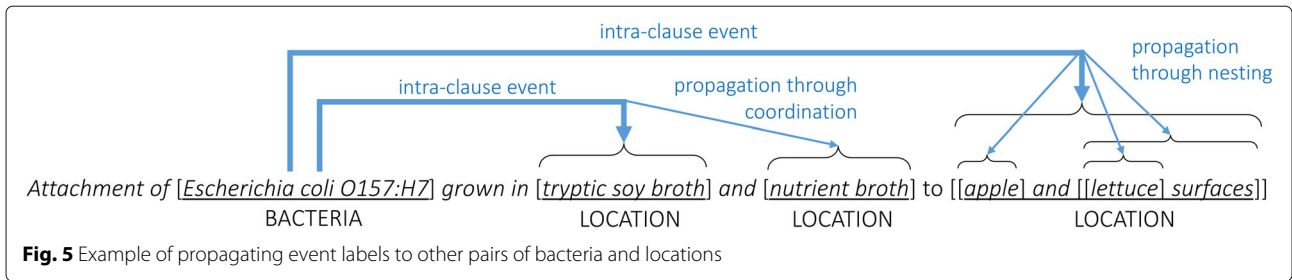 intra-clause event
propagation
through nesting
intra-clause event
propagation through
coordination
Attachment of [Escherichia coli O157:H7] grown in [tryptic soy broth] and [nutrient broth] to [[apple] and [[lettuce] surfaces]]
BACTERIA LOCATION LOCATION LOCATION
Fig. 5 Example of propagating event labels to other pairs of bacteria and locations